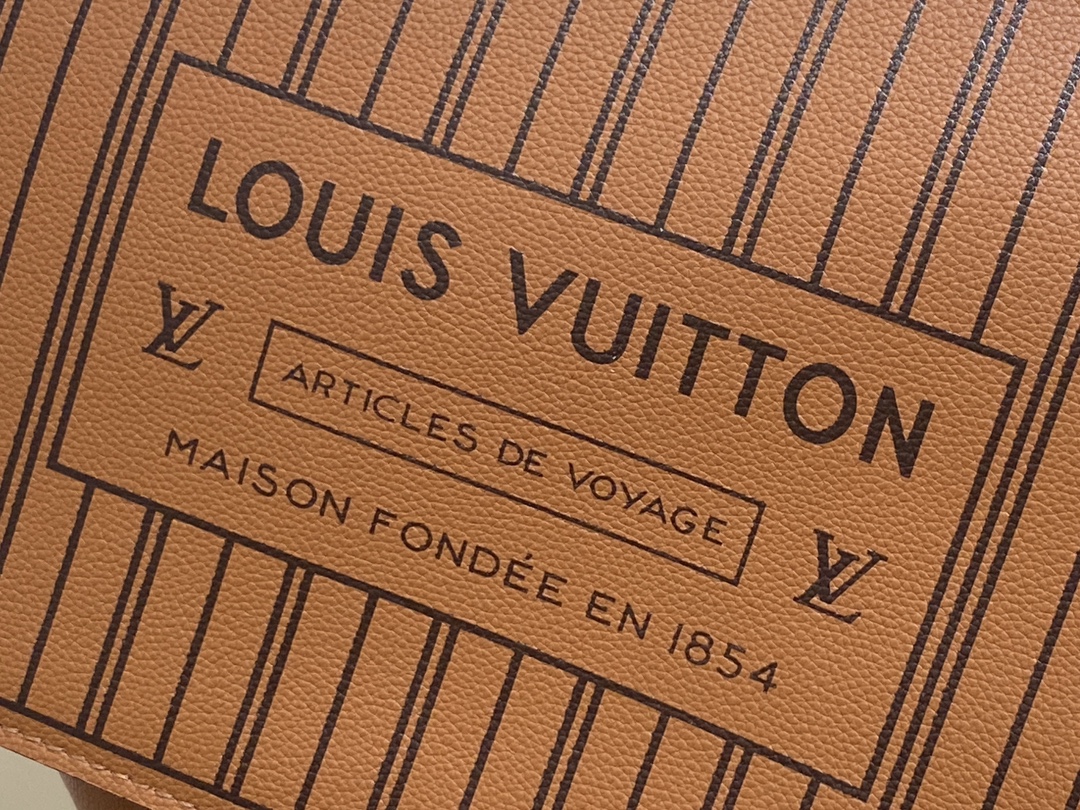 LOUIS VUITTON
LV ARTICLES DE VOYAGE LV
MAISON FONDÉE EN 1854